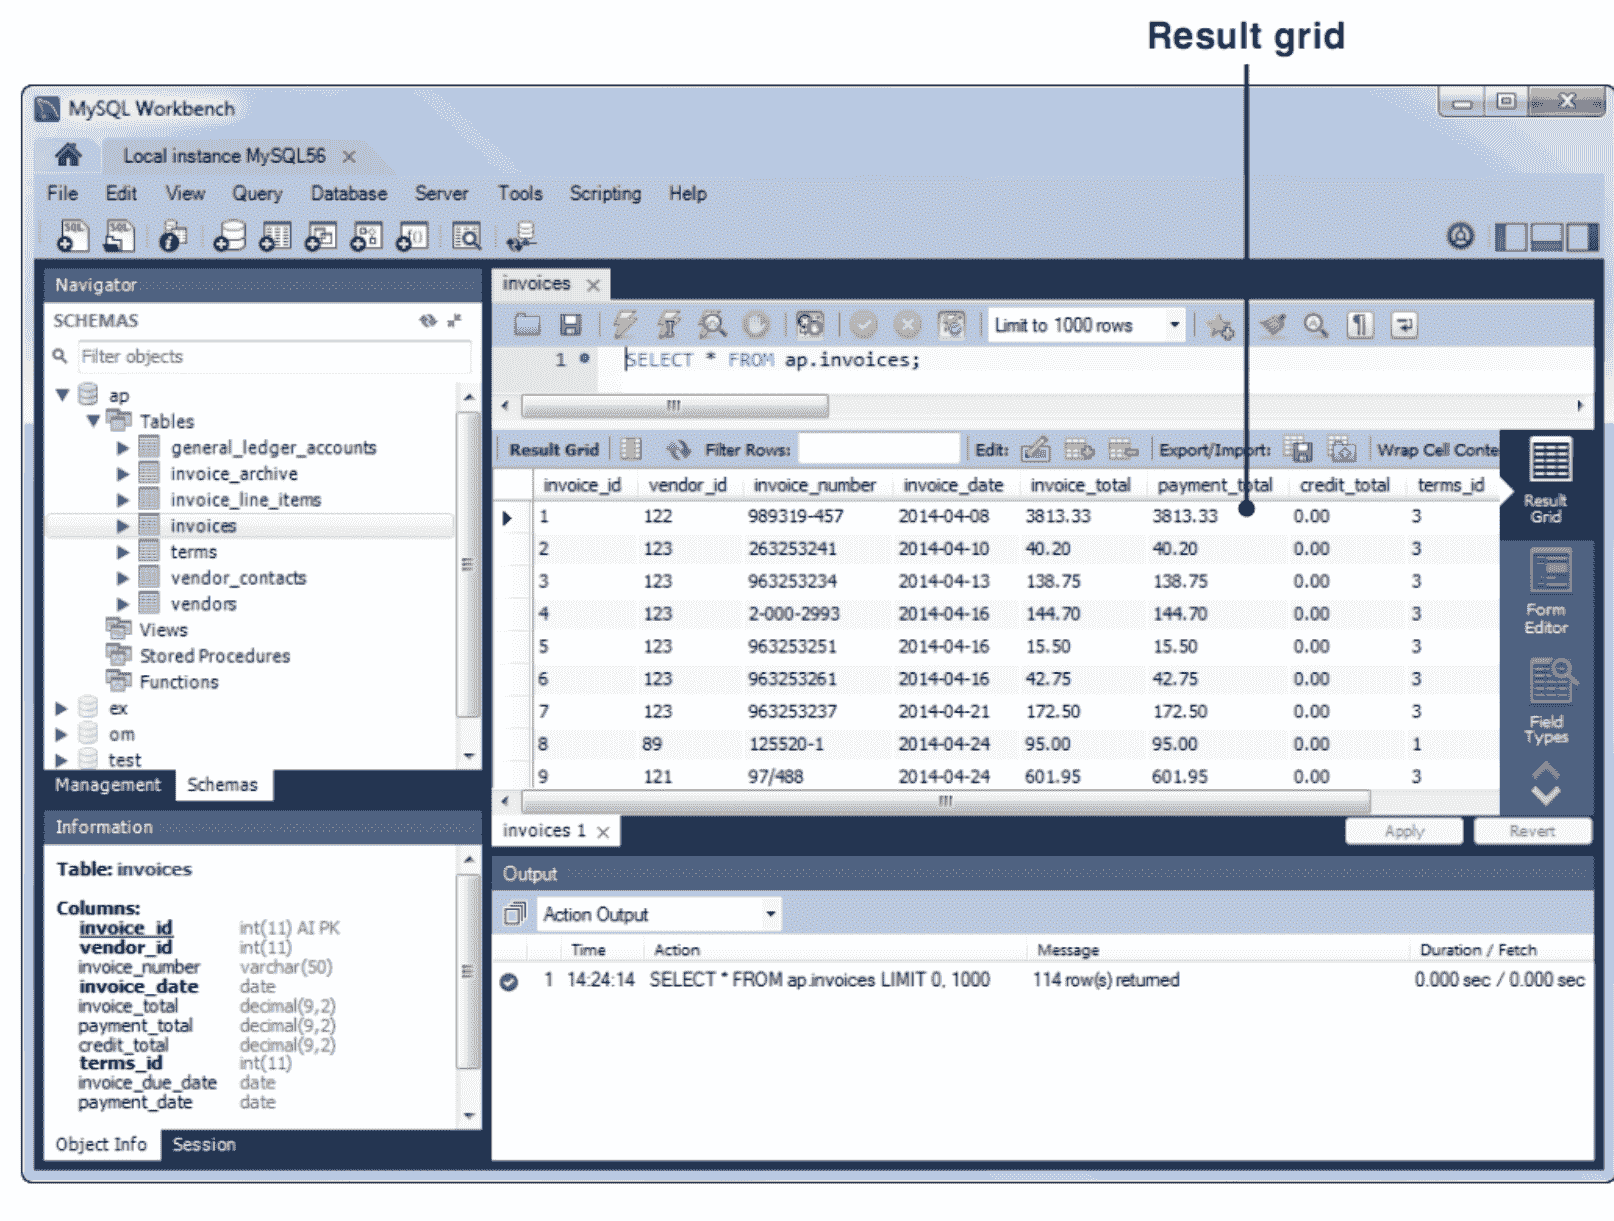 Result grid
MySQL Workbench
Local instance MySQL56
File Edit View Query Database Server Tools Scripting Help
Navigator
SCHEMAS
Filter objects
ap
Tables
general_ledger_accounts
invoice_archive
invoice_line_items
invoices
terms
vendor_contacts
vendors
Views
Stored Procedures
Functions
ex
om
test
Management Schemas
Information
Table: invoices
Columns:
invoice_id int(11) AI PK
vendor_id int(11)
invoice_number varchar(50)
invoice_date date
invoice_total decimal(9,2)
payment_total decimal(9,2)
credit_total decimal(9,2)
terms_id int(11)
invoice_due_date date
payment_date date
Object Info Session
invoices
Limit to 1000 rows
1 SELECT * FROM ap.invoices;
Result Grid Filter Rows: Edit: Export/Import: Wrap Cell Conte
invoice_id vendor_id invoice_number invoice_date invoice_total payment_total credit_total terms_id
1 122 989319-457 2014-04-08 3813.33 3813.33 0.00 3
2 123 263253241 2014-04-10 40.20 40.20 0.00 3
3 123 963253234 2014-04-13 138.75 138.75 0.00 3
4 123 2-000-2993 2014-04-16 144.70 144.70 0.00 3
5 123 963253251 2014-04-16 15.50 15.50 0.00 3
6 123 963253261 2014-04-16 42.75 42.75 0.00 3
7 123 963253237 2014-04-21 172.50 172.50 0.00 3
8 89 125520-1 2014-04-24 95.00 95.00 0.00 1
9 121 97/488 2014-04-24 601.95 601.95 0.00 3
Result
Grid
Form
Editor
Field
Types
invoices 1
Apply Revert
Output
Action Output
Time Action Message Duration / Fetch
1 14:24:14 SELECT * FROM ap.invoices LIMIT 0, 1000 114 row(s) returned 0.000 sec / 0.000 sec